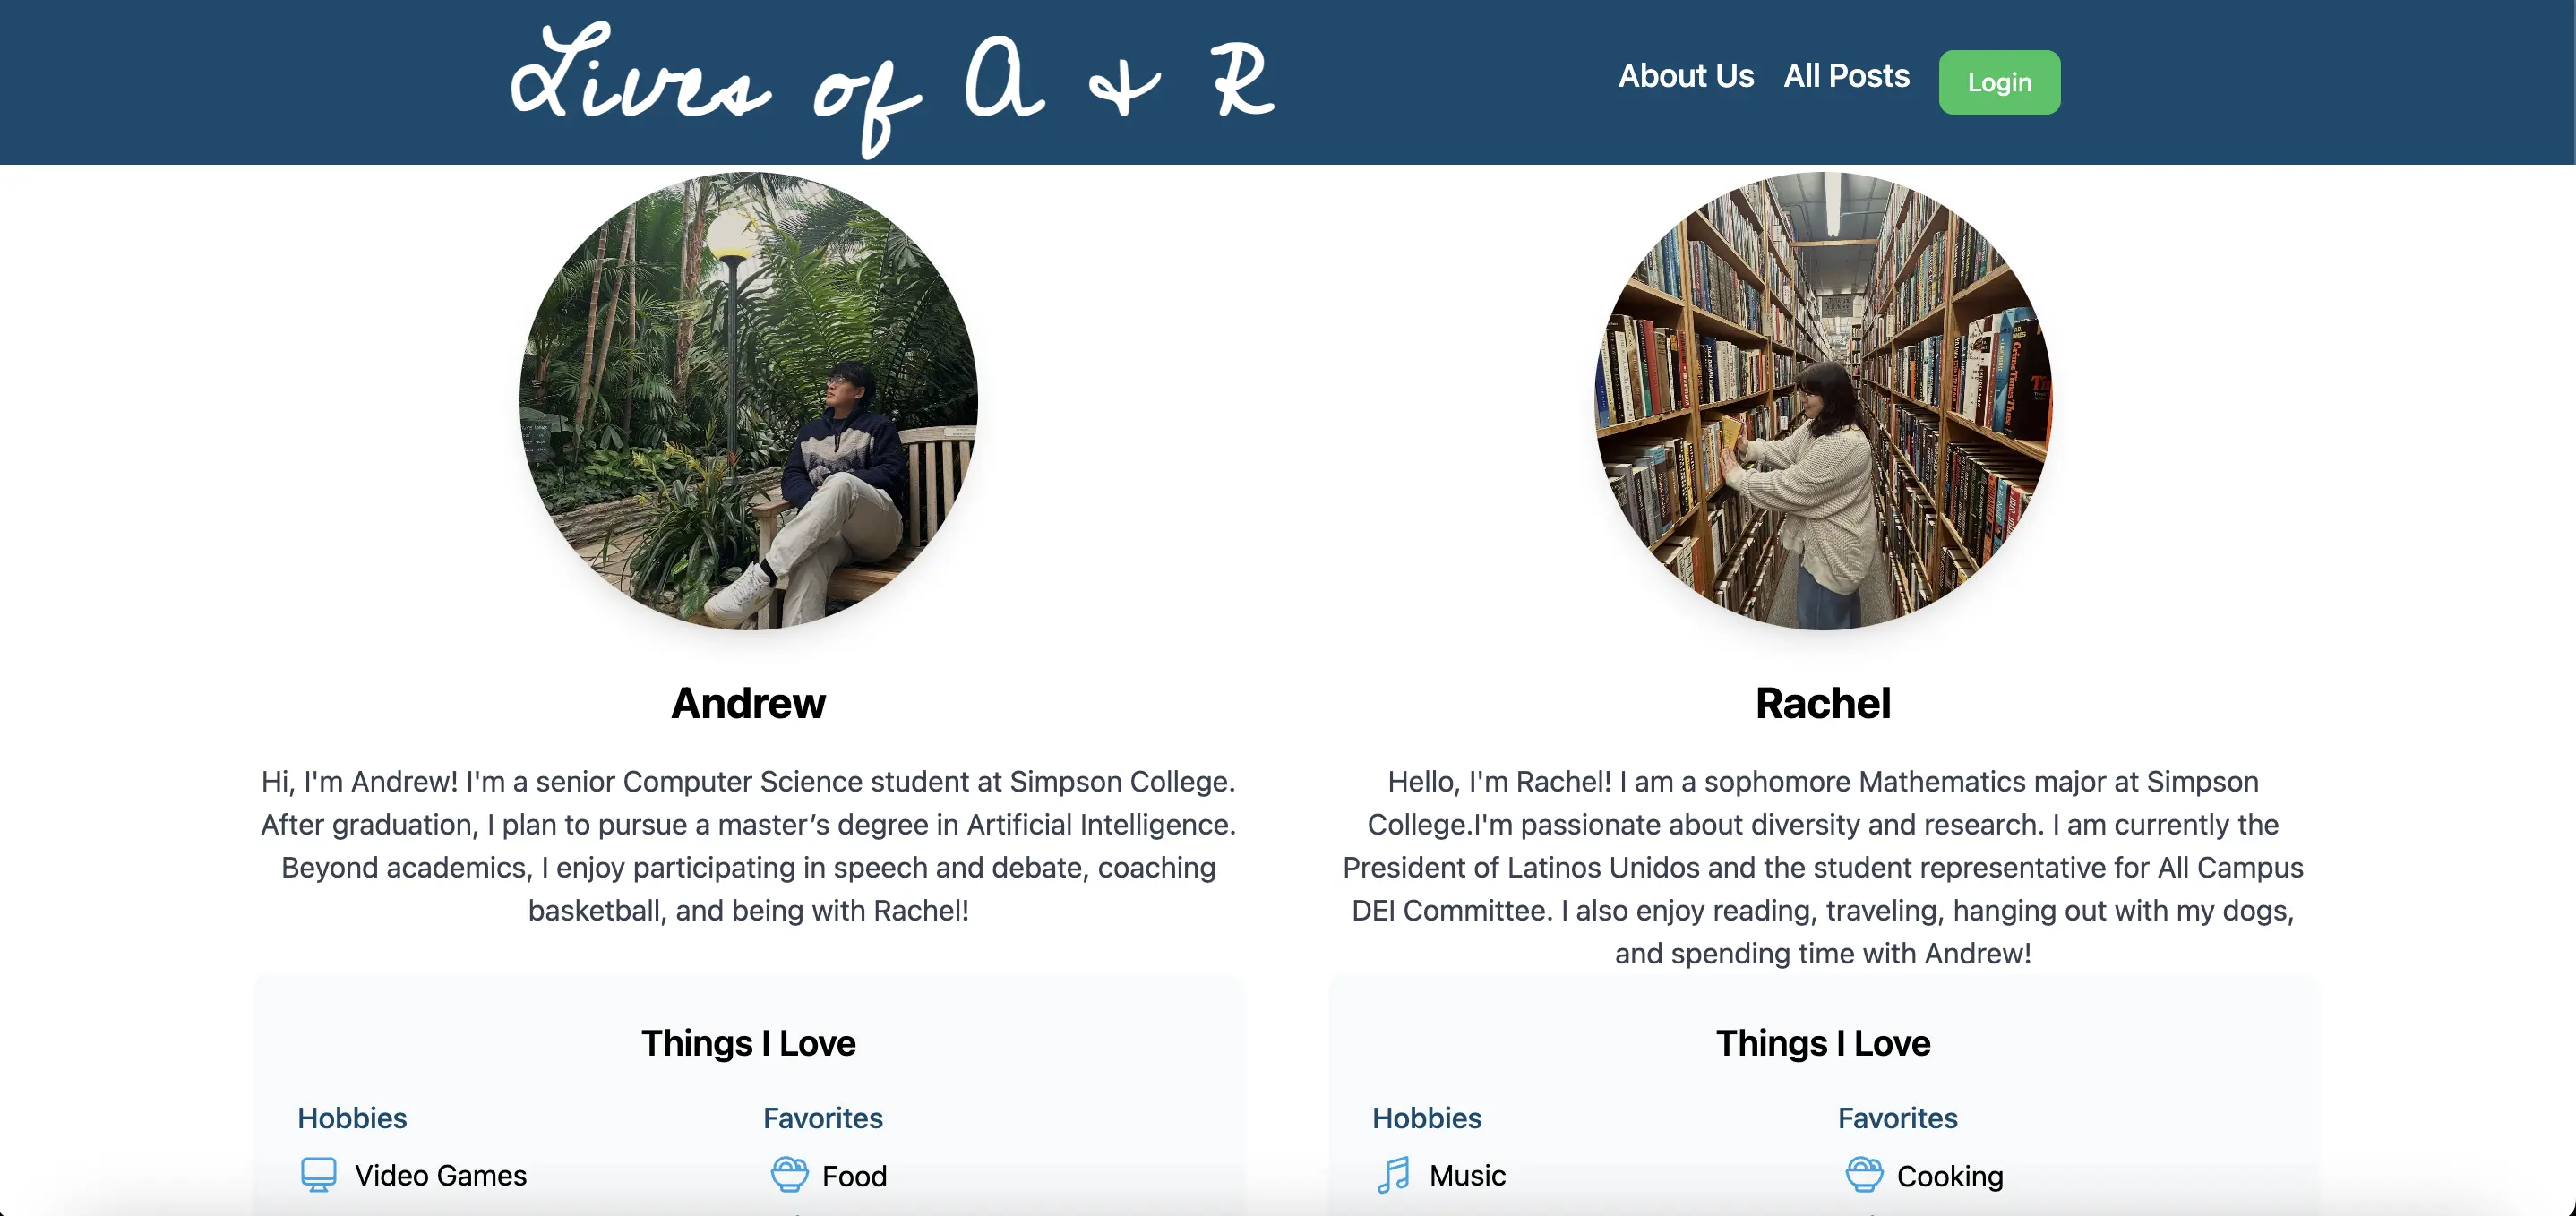 Lives of A & R
About Us
All Posts
Login
Andrew
Hi, I'm Andrew! I'm a senior Computer Science student at Simpson College.
After graduation, I plan to pursue a master’s degree in Artificial Intelligence.
Beyond academics, I enjoy participating in speech and debate, coaching
basketball, and being with Rachel!
Things I Love
Hobbies
Video Games
Favorites
Food
Rachel
Hello, I'm Rachel! I am a sophomore Mathematics major at Simpson
College.I'm passionate about diversity and research. I am currently the
President of Latinos Unidos and the student representative for All Campus
DEI Committee. I also enjoy reading, traveling, hanging out with my dogs,
and spending time with Andrew!
Things I Love
Hobbies
Music
Favorites
Cooking